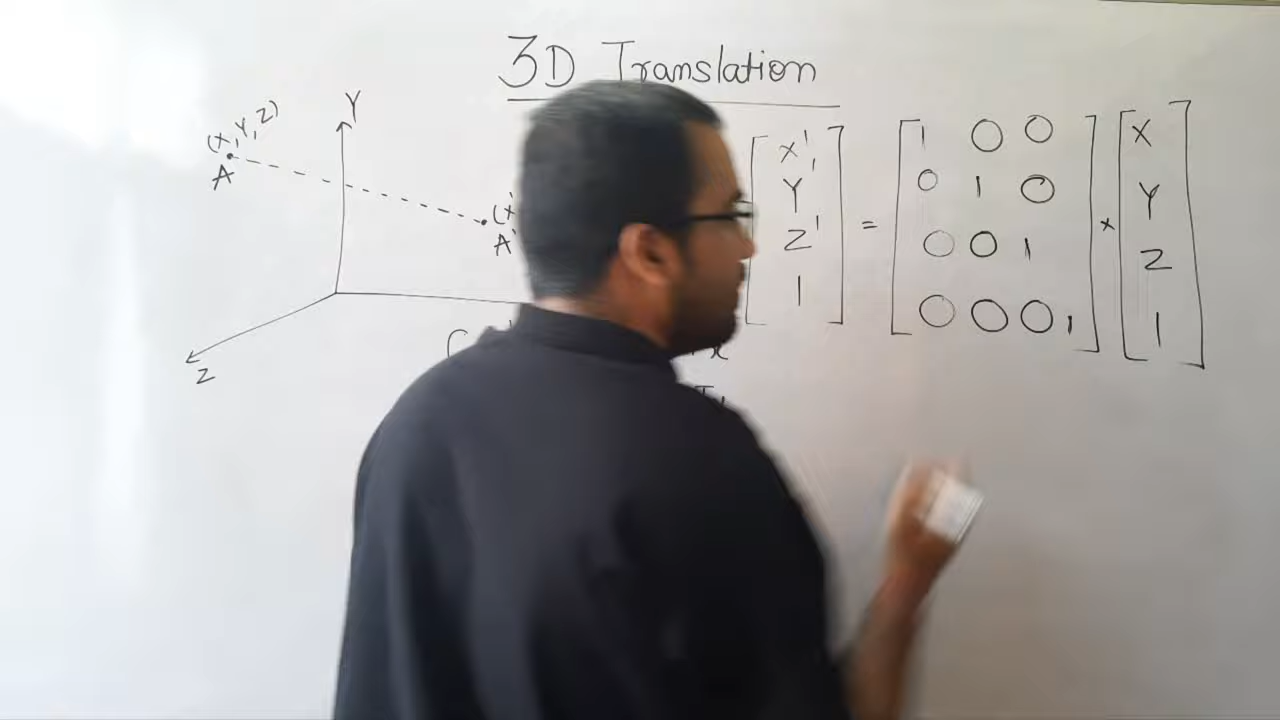 3D Translation
Y
(X, Y, Z)
A
(X'
A'
Z
X' = 1 0 0 × X
Y' 0 1 0 Y
Z' 0 0 1 Z
1 0 0 0 1 1